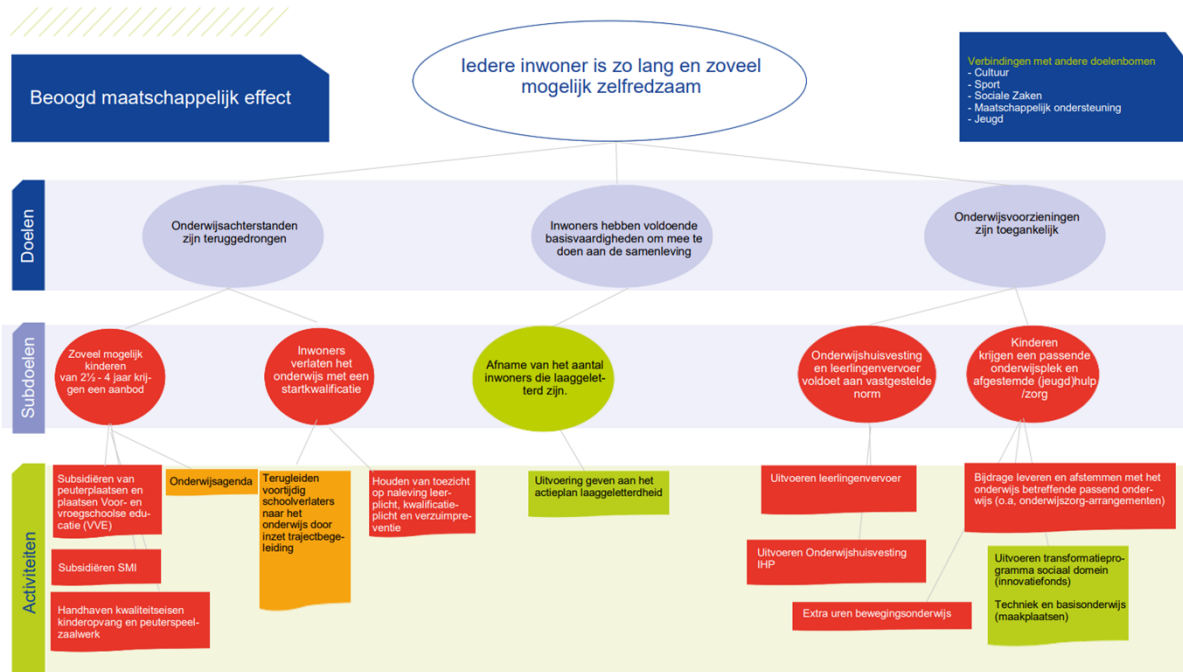 Beoogd maatschappelijk effect
Iedere inwoner is zo lang en zoveel
mogelijk zelfredzaam
Verbindingen met andere doelenbomen
- Cultuur
- Sport
- Sociale Zaken
- Maatschappelijk ondersteuning
- Jeugd
Doelen
Onderwijsachterstanden
zijn teruggedrongen
Inwoners hebben voldoende
basisvaardigheden om mee te
doen aan de samenleving
Onderwijsvoorzieningen
zijn toegankelijk
Subdoelen
Zoveel mogelijk
kinderen
van 2½ - 4 jaar krij-
gen een aanbod
Inwoners
verlaten het
onderwijs met een
startkwalificatie
Afname van het aantal
inwoners die laaggelet-
terd zijn.
Onderwijshuisvesting
en leerlingenvervoer
voldoet aan vastgestelde
norm
Kinderen
krijgen een passende
onderwijsplek en
afgestemde (jeugd)hulp
/zorg
Activiteiten
Subsidiëren van
peuterplaatsen en
plaatsen Voor- en
vroegschoolse edu-
catie (VVE)
Onderwijsagenda
Terugleiden
voortijdig
schoolverlaters
naar het
onderwijs door
inzet trajectbege-
leiding
Houden van toezicht
op naleving leer-
plicht, kwalificatie-
plicht en verzuimpre-
ventie
Uitvoering geven aan het
actieplan laaggeletterdheid
Uitvoeren leerlingenvervoer
Bijdrage leveren en afstemmen met het
onderwijs betreffende passend onder-
wijs (o.a, onderwijszorg-arrangementen)
Subsidiëren SMI
Uitvoeren Onderwijshuisvesting
IHP
Uitvoeren transformatiepro-
gramma sociaal domein
(innovatiefonds)
Techniek en basisonderwijs
(maakplaatsen)
Handhaven kwaliteitseisen
kinderopvang en peuterspeel-
zaalwerk
Extra uren bewegingsonderwijs